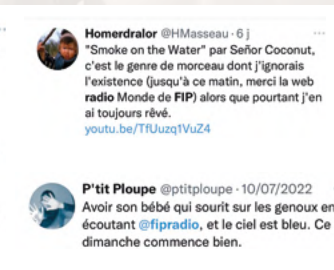 Homerdralor @HMasseau · 6 j
"Smoke on the Water" par Señor Coconut,
c'est le genre de morceau dont j'ignorais
l'existence (jusqu'à ce matin, merci la web
radio Monde de FIP) alors que pourtant j'en
ai toujours rêvé.
youtu.be/TfUuzq1VuZ4
P'tit Ploupe @ptitploupe · 10/07/2022
Avoir son bébé qui sourit sur les genoux en
écoutant @fipradio, et le ciel est bleu. Ce
dimanche commence bien.